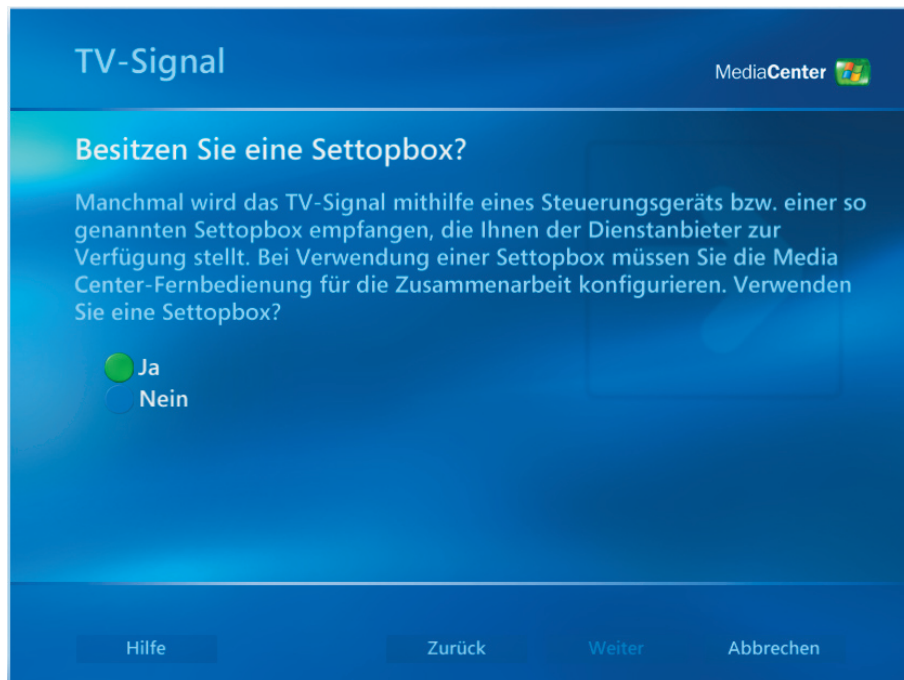 TV-Signal
MediaCenter
Besitzen Sie eine Settopbox?
Manchmal wird das TV-Signal mithilfe eines Steuerungsgeräts bzw. einer so
genannten Settopbox empfangen, die Ihnen der Dienstanbieter zur
Verfügung stellt. Bei Verwendung einer Settopbox müssen Sie die Media
Center-Fernbedienung für die Zusammenarbeit konfigurieren. Verwenden
Sie eine Settopbox?
Ja
Nein
Hilfe Zurück Weiter Abbrechen